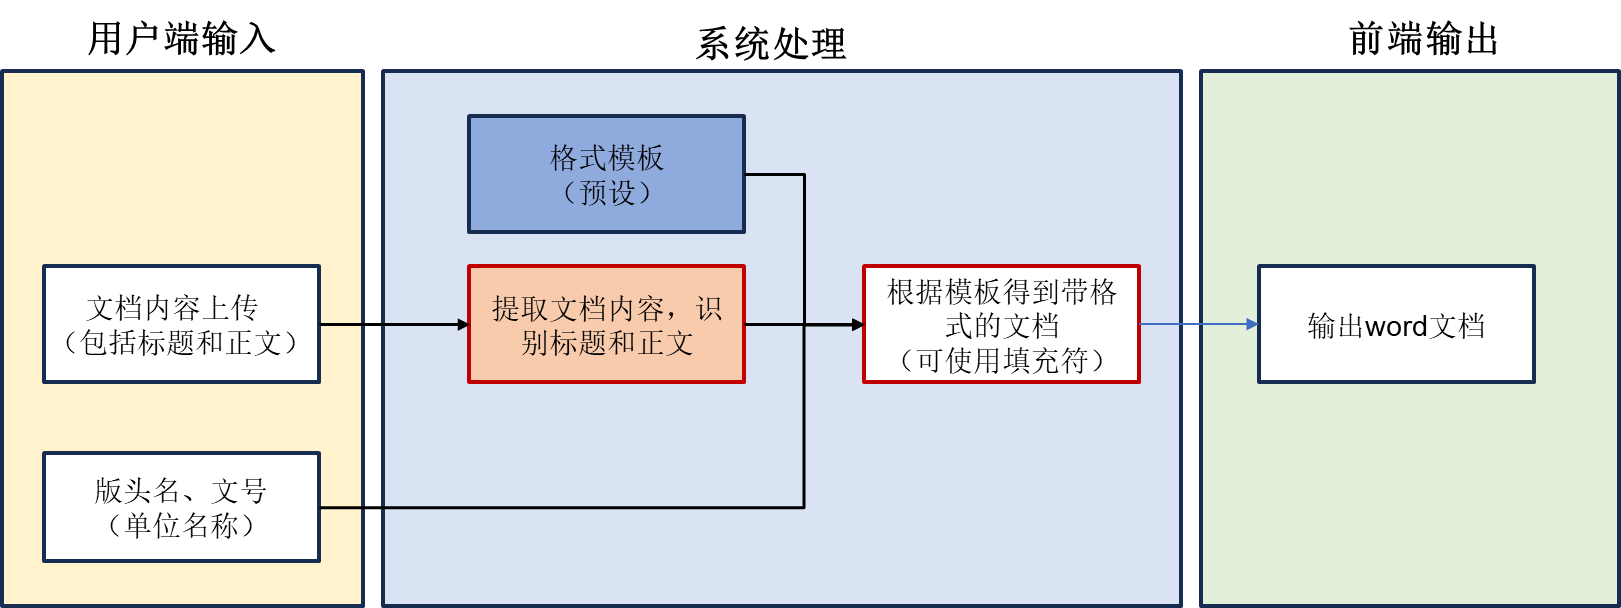 用户端输入
系统处理
前端输出
格式模板
（预设）
文档内容上传
（包括标题和正文）
提取文档内容，识
别标题和正文
根据模板得到带格
式的文档
（可使用填充符）
输出word文档
版头名、文号
（单位名称）